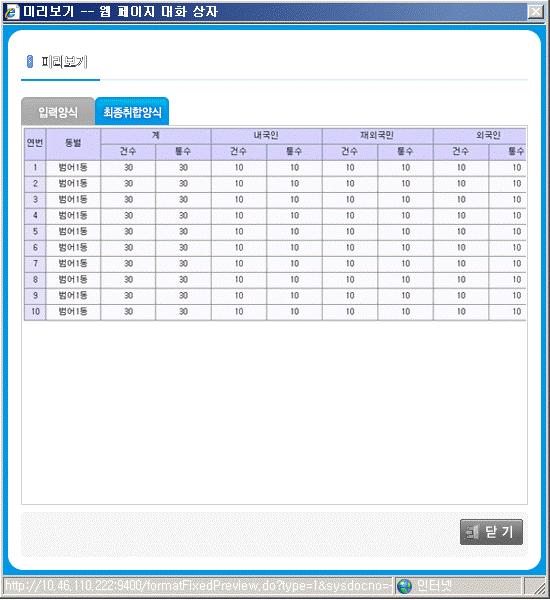 미리보기 -- 웹 페이지 대화 상자
미리보기
입력양식 최종취합양식
연번 동별 계 내국인 재외국민 외국인
건수 통수 건수 통수 건수 통수 건수 통수
1 범어1동 30 30 10 10 10 10 10 10
2 범어1동 30 30 10 10 10 10 10 10
3 범어1동 30 30 10 10 10 10 10 10
4 범어1동 30 30 10 10 10 10 10 10
5 범어1동 30 30 10 10 10 10 10 10
6 범어1동 30 30 10 10 10 10 10 10
7 범어1동 30 30 10 10 10 10 10 10
8 범어1동 30 30 10 10 10 10 10 10
9 범어1동 30 30 10 10 10 10 10 10
10 범어1동 30 30 10 10 10 10 10 10
닫 기
http://10.46.110.222:9400/formatFixedPreview.do?type=1&sysdocno=- 인터넷